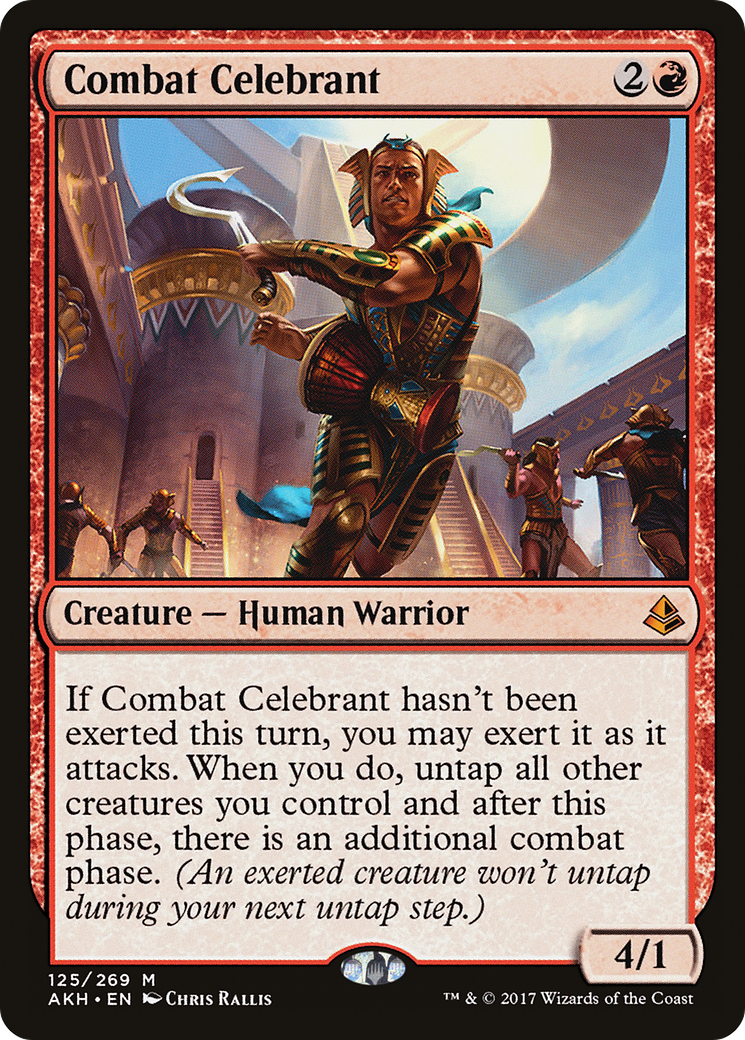 Combat Celebrant 2
Creature — Human Warrior
If Combat Celebrant hasn't been
exerted this turn, you may exert it as it
attacks. When you do, untap all other
creatures you control and after this
phase, there is an additional combat
phase. (An exerted creature won't untap
during your next untap step.)
4/1
125/269 M
AKH • EN Chris Rallis
™ & © 2017 Wizards of the Coast